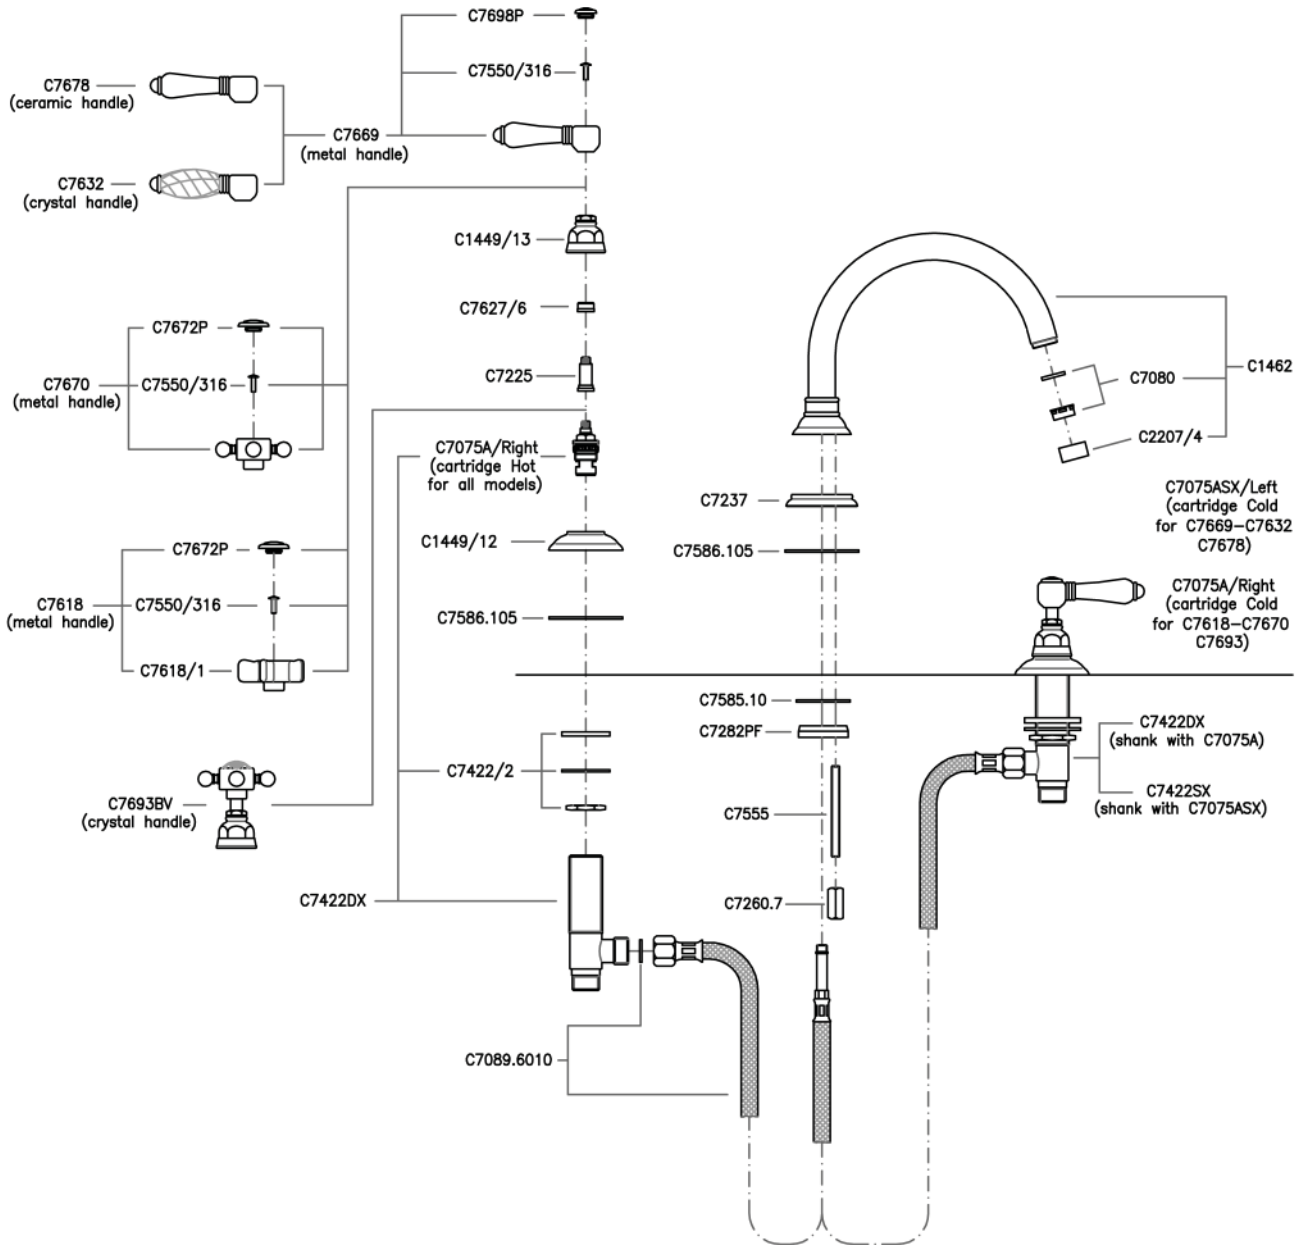 C7698P
C7550/316
C7678
(ceramic handle)
C7669
(metal handle)
C7632
(crystal handle)
C1449/13
C7627/6
C7672P
C7225
C7670
(metal handle)
C7550/316
C7075A/Right
(cartridge Hot
for all models)
C1449/12
C7672P
C7618
(metal handle)
C7550/316
C7586.105
C7618/1
C7422/2
C7693BV
(crystal handle)
C7422DX
C7089.6010
C1462
C7080
C2207/4
C7237
C7586.105
C7075ASX/Left
(cartridge Cold
for C7669-C7632
C7678)
C7075A/Right
(cartridge Cold
for C7618-C7670
C7693)
C7585.10
C7282PF
C7422DX
(shank with C7075A)
C7422SX
(shank with C7075ASX)
C7555
C7260.7